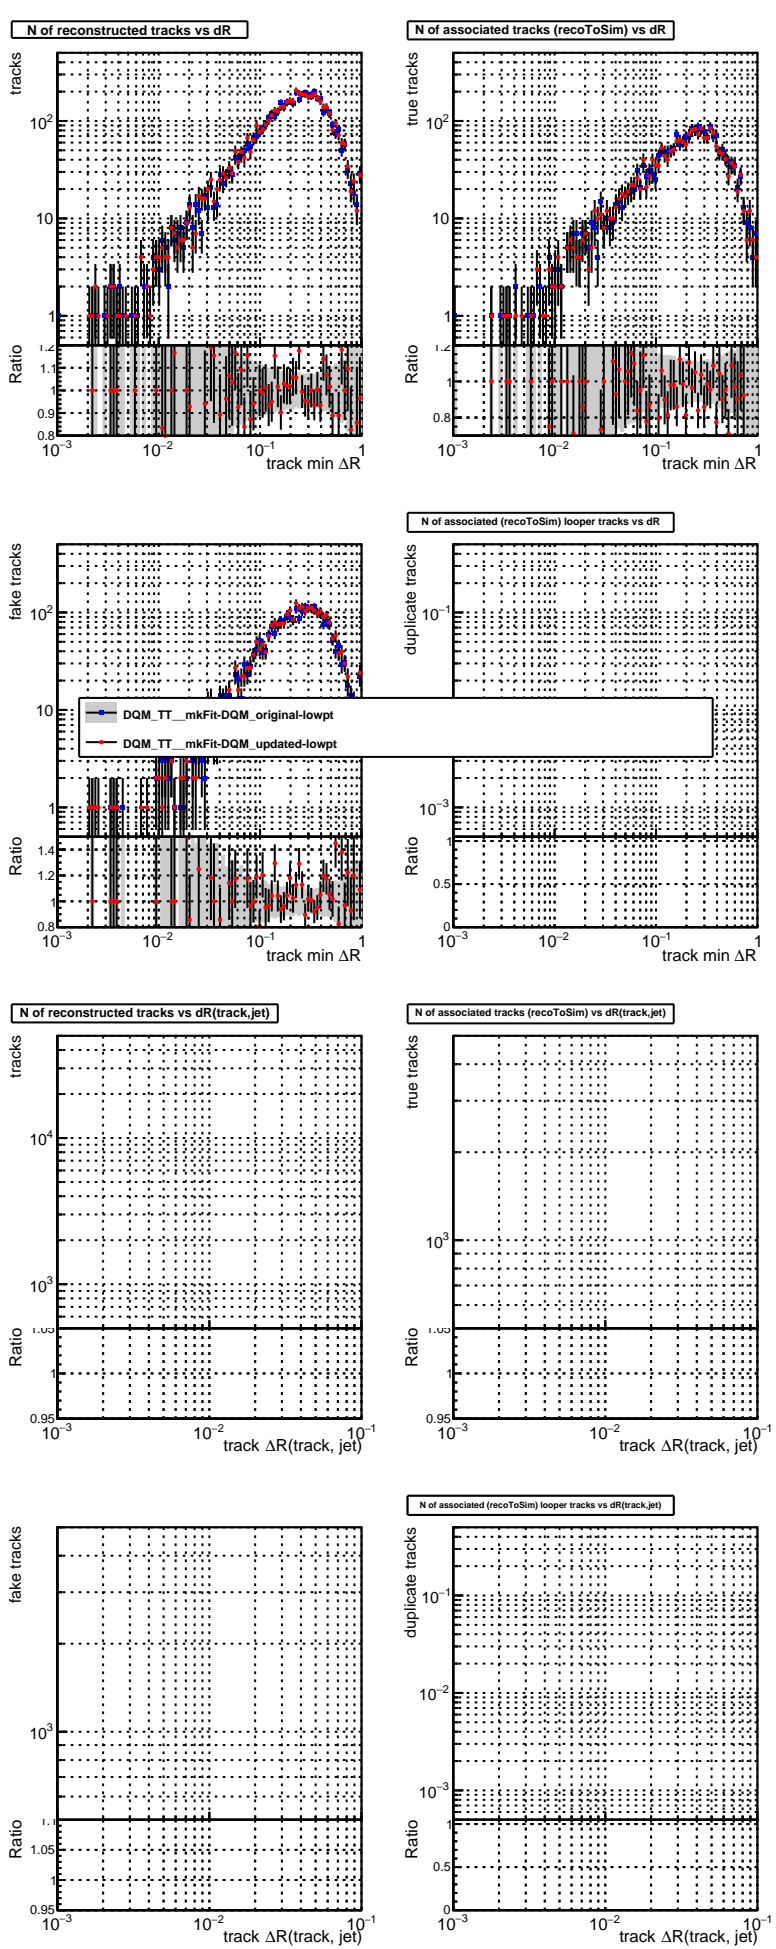 N of reconstructed tracks vs dR
tracks
10²
10
1
Ratio
1.2
1.1
1
0.9
0.8
10⁻³
10⁻²
10⁻¹
1
track min ΔR
N of associated tracks (recoToSim) vs dR
true tracks
10²
10
1
Ratio
1.2
1
0.8
10⁻³
10⁻²
10⁻¹
1
track min ΔR
fake tracks
10²
10
1
Ratio
1.4
1.2
1
0.8
10⁻³
10⁻²
10⁻¹
1
track min ΔR
N of associated (recoToSim) looper tracks vs dR
duplicate tracks
10⁻¹
10⁻³
Ratio
1
0.5
0
10⁻³
10⁻²
10⁻¹
1
track min ΔR
DQM_TT__mkFit-DQM_original-lowpt
DQM_TT__mkFit-DQM_updated-lowpt
N of reconstructed tracks vs dR(track,jet)
tracks
10⁴
10³
Ratio
1.05
1
0.95
10⁻³
10⁻²
10⁻¹
track ΔR(track, jet)
N of associated tracks (recoToSim) vs dR(track,jet)
true tracks
10³
Ratio
1.05
1
0.95
10⁻³
10⁻²
10⁻¹
track ΔR(track, jet)
fake tracks
10³
Ratio
1.1
1.05
1
0.95
10⁻³
10⁻²
10⁻¹
track ΔR(track, jet)
N of associated (recoToSim) looper tracks vs dR(track,jet)
duplicate tracks
10⁻¹
10⁻²
10⁻³
Ratio
1
0.5
0
10⁻³
10⁻²
10⁻¹
track ΔR(track, jet)